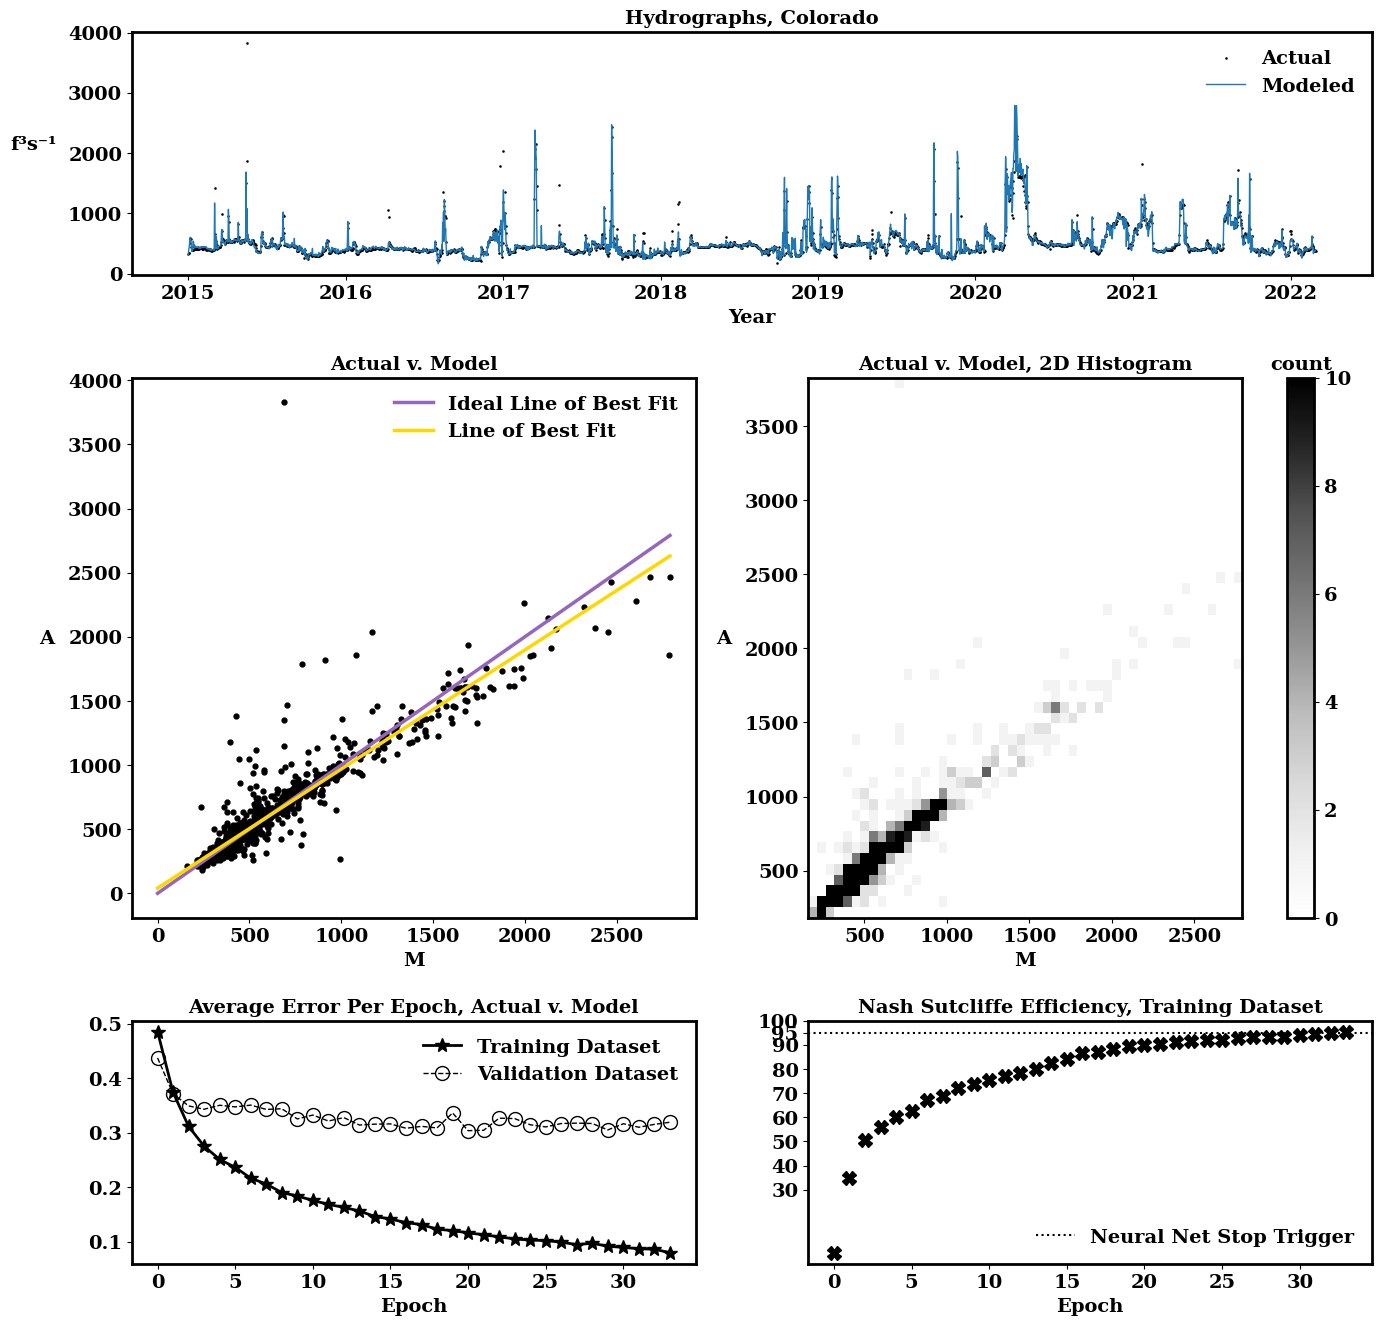 Hydrographs, Colorado
4000
3000
2000
1000
0
f³s⁻¹
Actual
Modeled
2015 2016 2017 2018 2019 2020 2021 2022
Year
Actual v. Model
4000
3500
3000
2500
2000
1500
1000
500
0
A
Ideal Line of Best Fit
Line of Best Fit
0 500 1000 1500 2000 2500
M
Actual v. Model, 2D Histogram
3500
3000
2500
2000
1500
1000
500
A
500 1000 1500 2000 2500
M
count
10
8
6
4
2
0
Average Error Per Epoch, Actual v. Model
0.5
0.4
0.3
0.2
0.1
Training Dataset
Validation Dataset
0 5 10 15 20 25 30
Epoch
Nash Sutcliffe Efficiency, Training Dataset
100
95
90
80
70
60
50
40
30
Neural Net Stop Trigger
0 5 10 15 20 25 30
Epoch